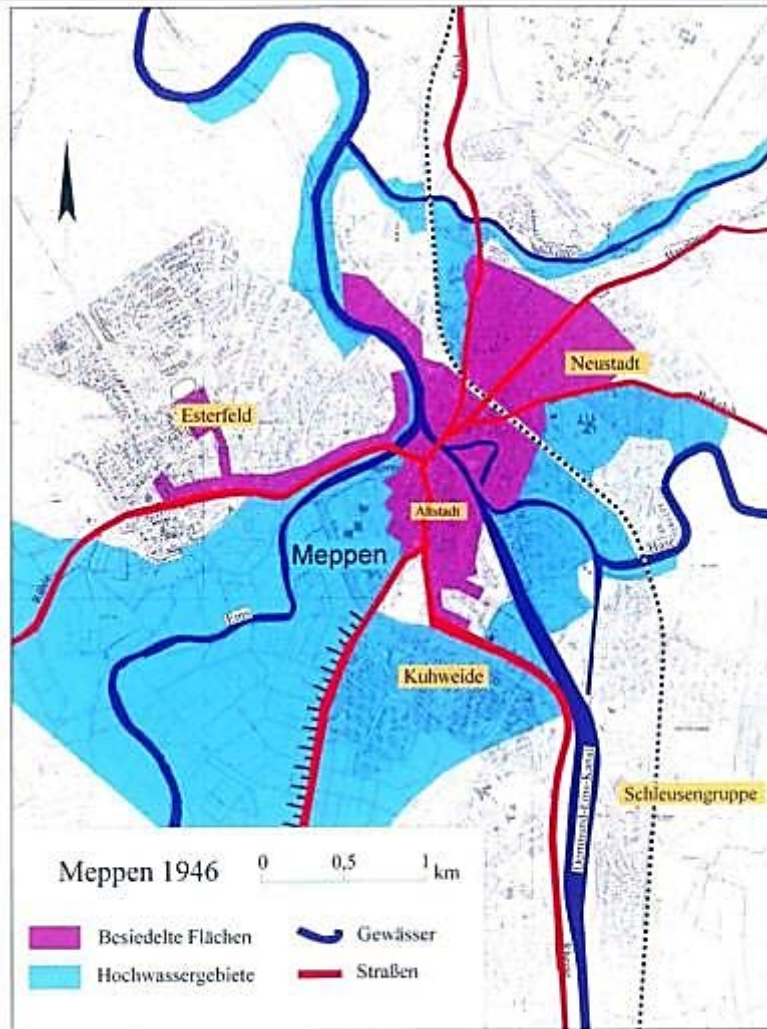 Neustadt
Esterfeld
Altstadt
Meppen
Hase
Ems
Kuhweide
Schleusengruppe
Dortmund-Ems-Kanal
Meppen 1946
0 0,5 1 km
Besiedelte Flächen
Gewässer
Hochwassergebiete
Straßen